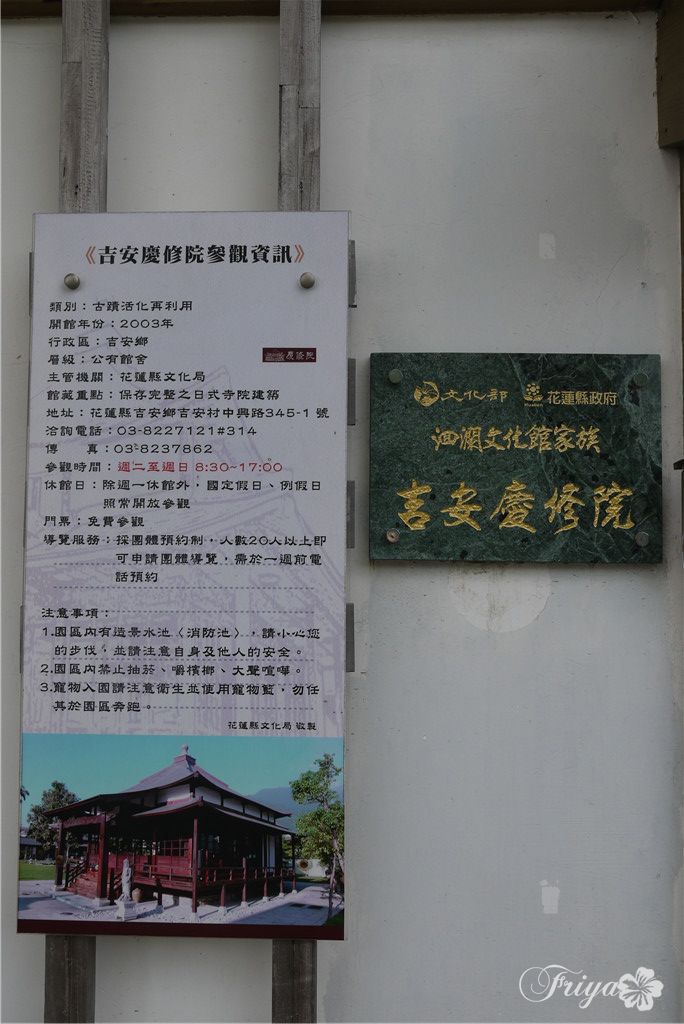 《吉安慶修院參觀資訊》
類別：古蹟活化再利用
開館年份：2003年
行政區：吉安鄉
層級：公有館舍
慶修院
主管機關：花蓮縣文化局
館藏重點：保存完整之日式寺院建築
地址：花蓮縣吉安鄉吉安村中興路345-1 號
洽詢電話：03-8227121#314
傳　　真：03-8237862
參觀時間：週二至週日 8:30~17:00
休館日：除週一休館外，國定假日、例假日
照常開放參觀
門票：免費參觀
導覽服務：採團體預約制，人數20人以上即
可申請團體導覽，需於一週前電
話預約
注意事項：
1.園區內有造景水池（消防池），請小心您
的步伐，並請注意自身及他人的安全。
2.園區內禁止抽菸、嚼檳榔、大聲喧嘩。
3.寵物入園請注意衛生並使用寵物籃，勿任
其於園區奔跑。
花蓮縣文化局 敬製
文化部 花蓮縣政府
洄瀾文化館家族
吉安慶修院
Friya